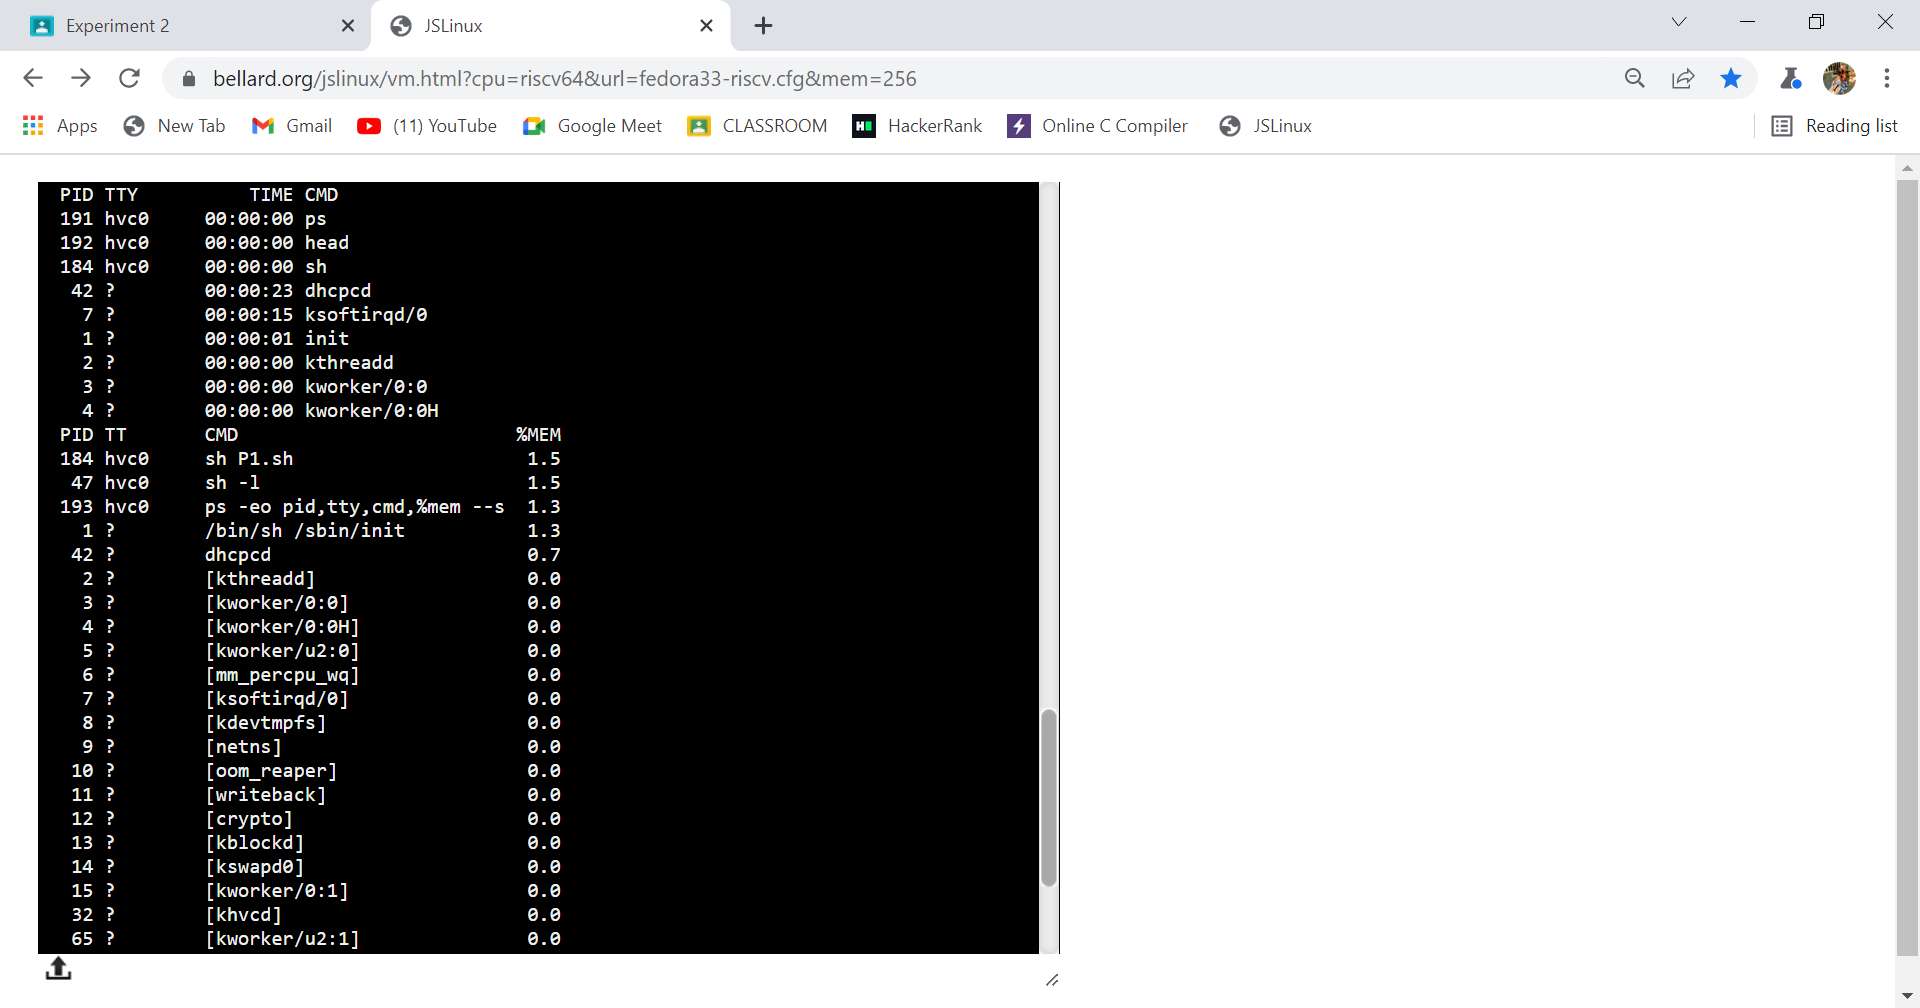 Experiment 2
JSLinux
bellard.org/jslinux/vm.html?cpu=riscv64&url=fedora33-riscv.cfg&mem=256
Apps New Tab Gmail (11) YouTube Google Meet CLASSROOM HackerRank Online C Compiler JSLinux Reading list
PID TTY          TIME CMD
191 hvc0     00:00:00 ps
192 hvc0     00:00:00 head
184 hvc0     00:00:00 sh
42 ?        00:00:23 dhcpcd
7 ?        00:00:15 ksoftirqd/0
1 ?        00:00:01 init
2 ?        00:00:00 kthreadd
3 ?        00:00:00 kworker/0:0
4 ?        00:00:00 kworker/0:0H
PID TT       CMD                         %MEM
184 hvc0     sh P1.sh                     1.5
47 hvc0     sh -l                        1.5
193 hvc0     ps -eo pid,tty,cmd,%mem --s  1.3
1 ?        /bin/sh /sbin/init           1.3
42 ?        dhcpcd                       0.7
2 ?        [kthreadd]                   0.0
3 ?        [kworker/0:0]                0.0
4 ?        [kworker/0:0H]               0.0
5 ?        [kworker/u2:0]               0.0
6 ?        [mm_percpu_wq]               0.0
7 ?        [ksoftirqd/0]                0.0
8 ?        [kdevtmpfs]                  0.0
9 ?        [netns]                      0.0
10 ?        [oom_reaper]                 0.0
11 ?        [writeback]                  0.0
12 ?        [crypto]                     0.0
13 ?        [kblockd]                    0.0
14 ?        [kswapd0]                    0.0
15 ?        [kworker/0:1]                0.0
32 ?        [khvcd]                      0.0
65 ?        [kworker/u2:1]               0.0